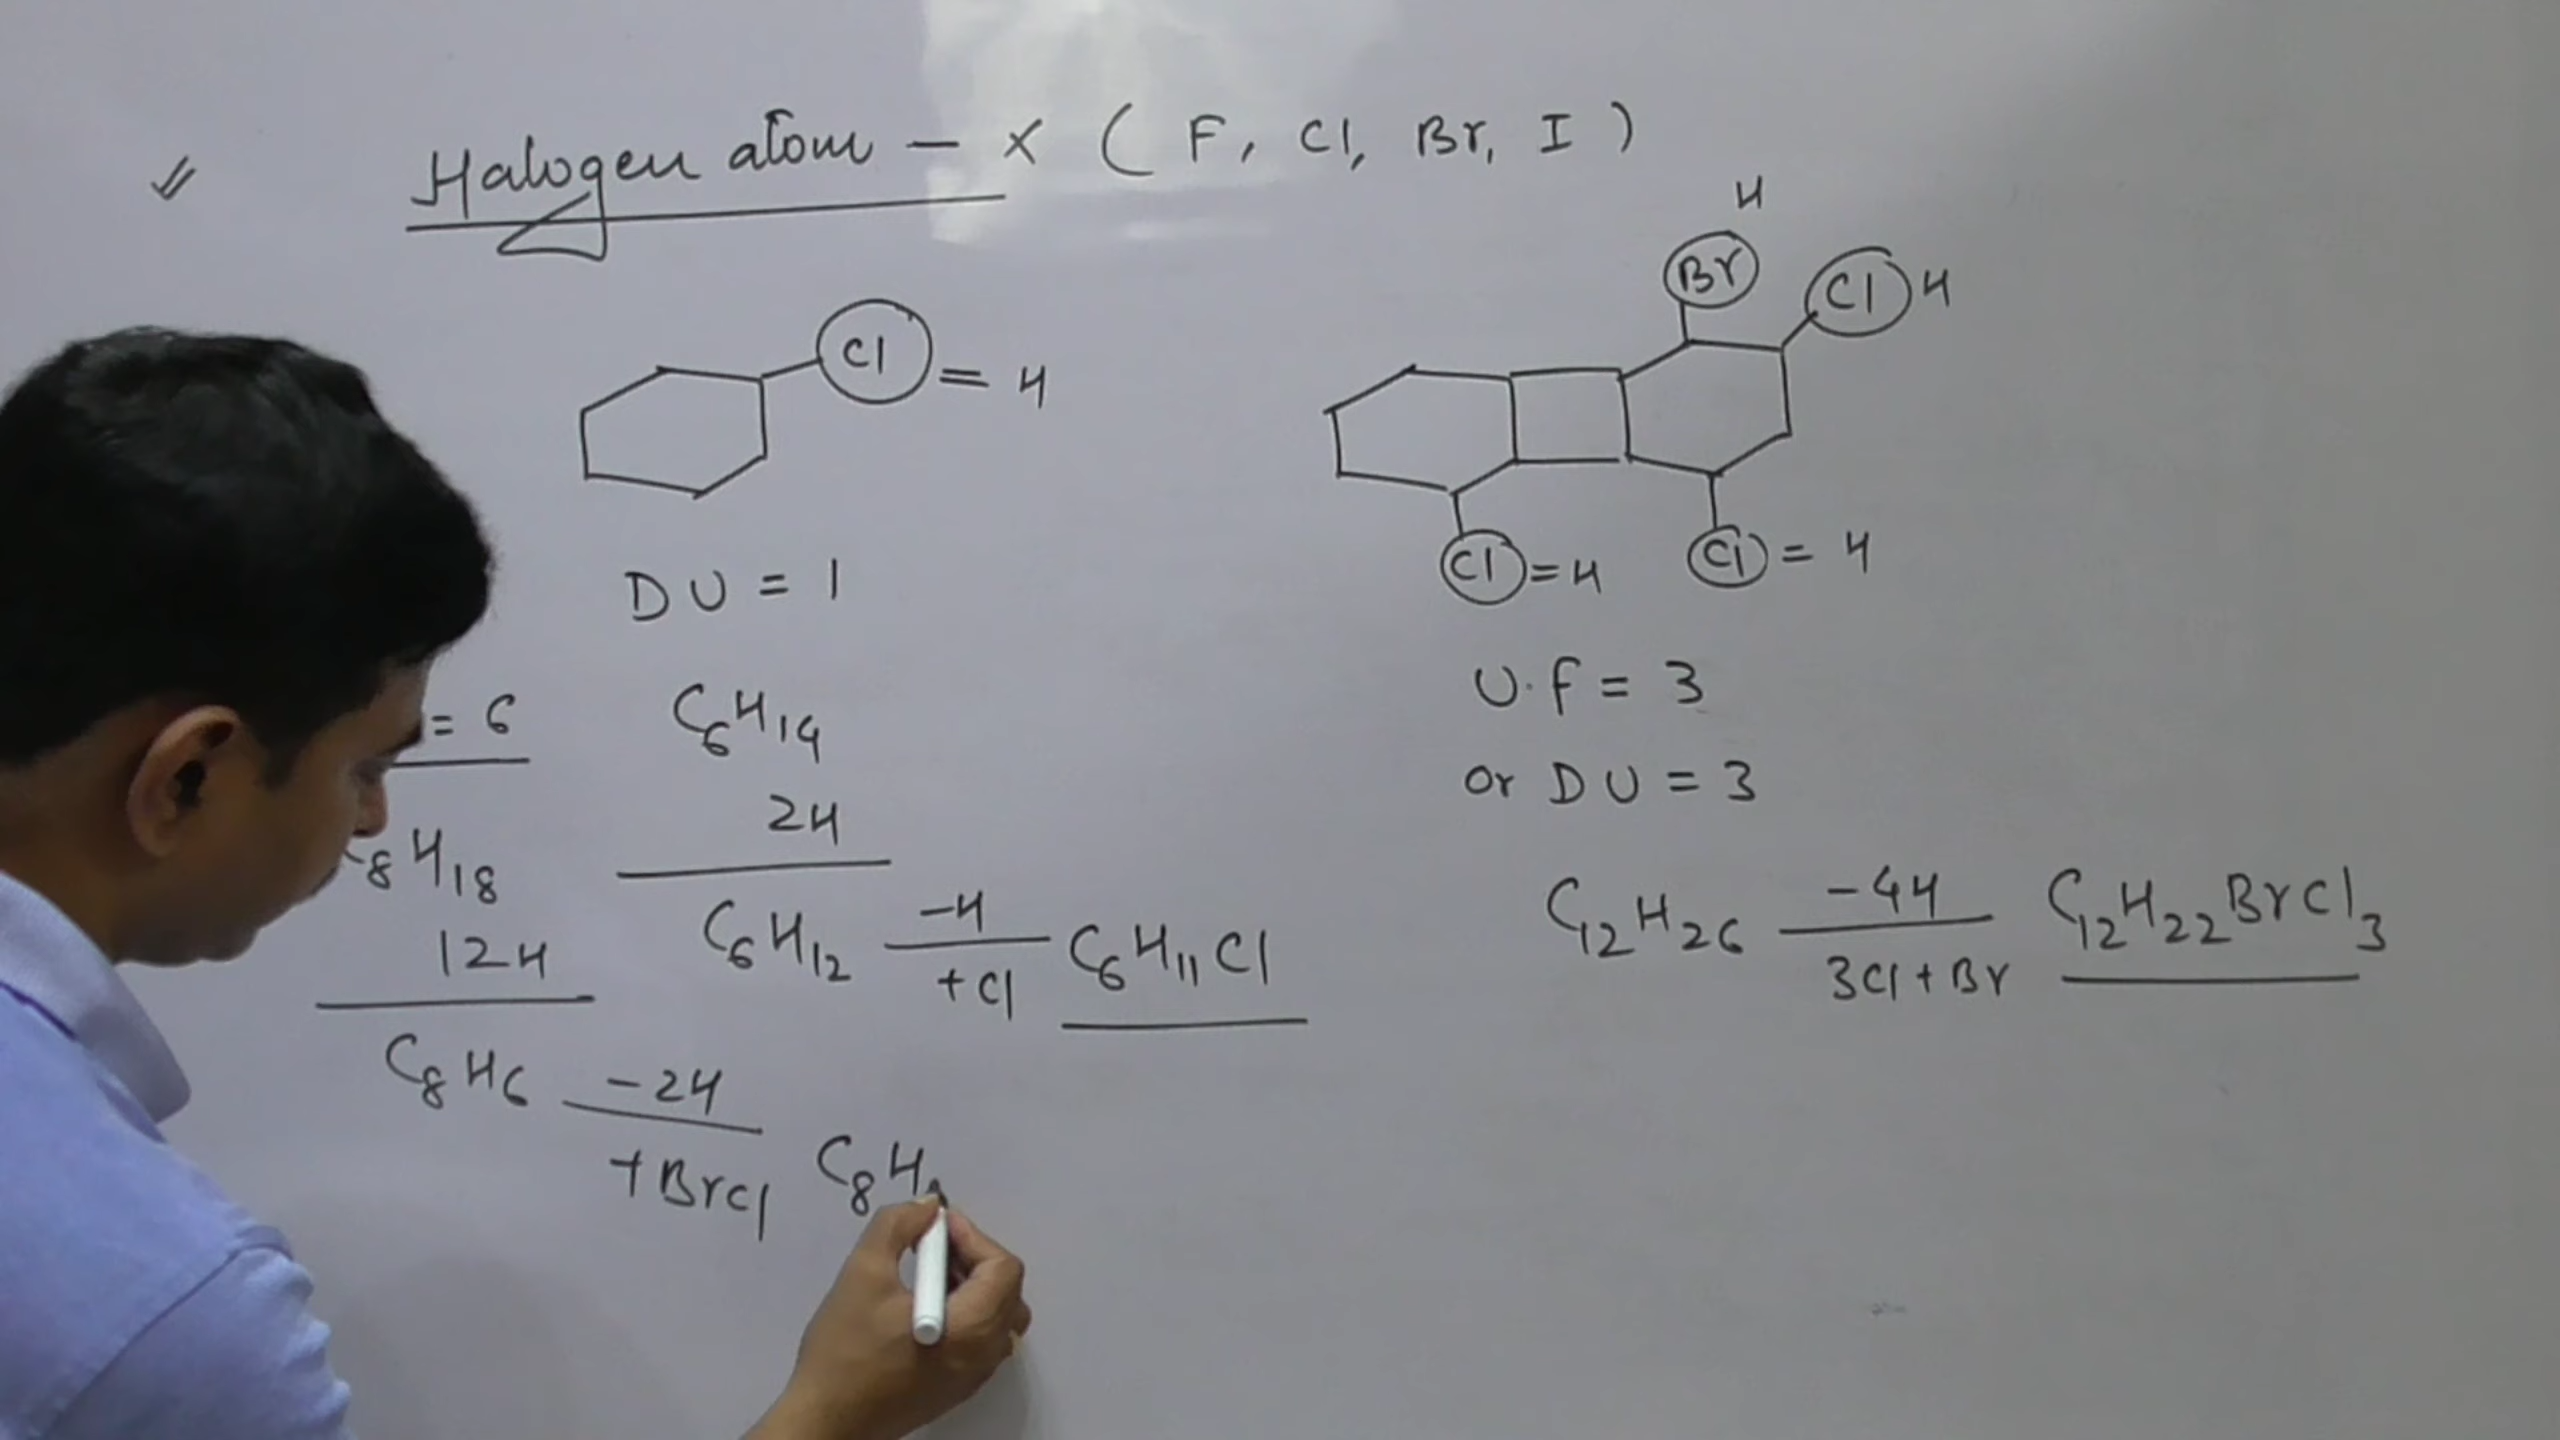 Halogen atom – X ( F, Cl, Br, I )
Cl = H
DU = 1
C6H14
2H
C6H12 –H +Cl C6H11Cl
= 6
C8H18
12H
C8H6 –2H +BrCl C8H
H
Br
Cl H
Cl = H
Cl = H
U.F = 3
or DU = 3
C12H26 –4H 3Cl+Br C12H22BrCl3